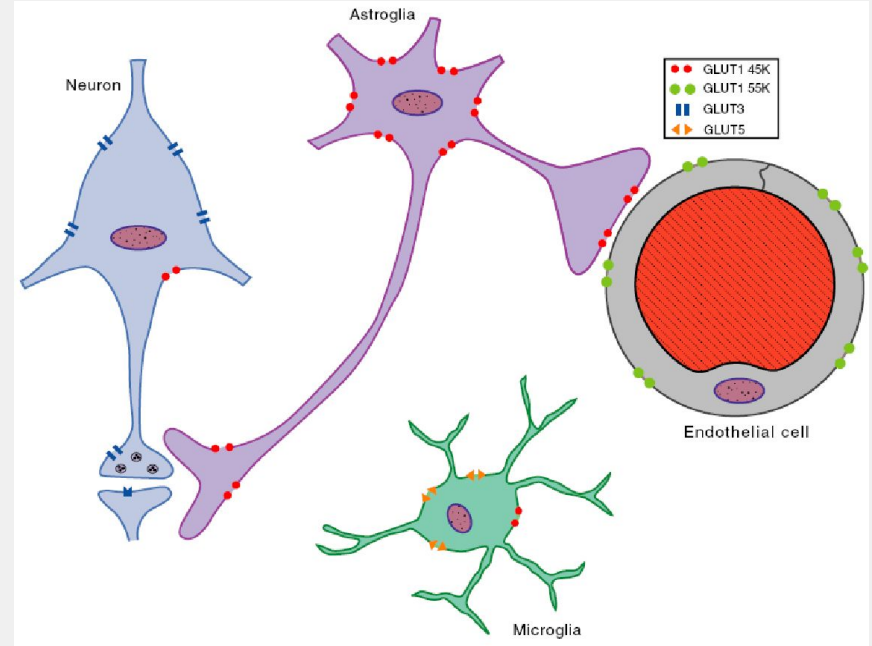 Astroglia
Neuron
GLUT1 45K
GLUT1 55K
GLUT3
GLUT5
Endothelial cell
Microglia